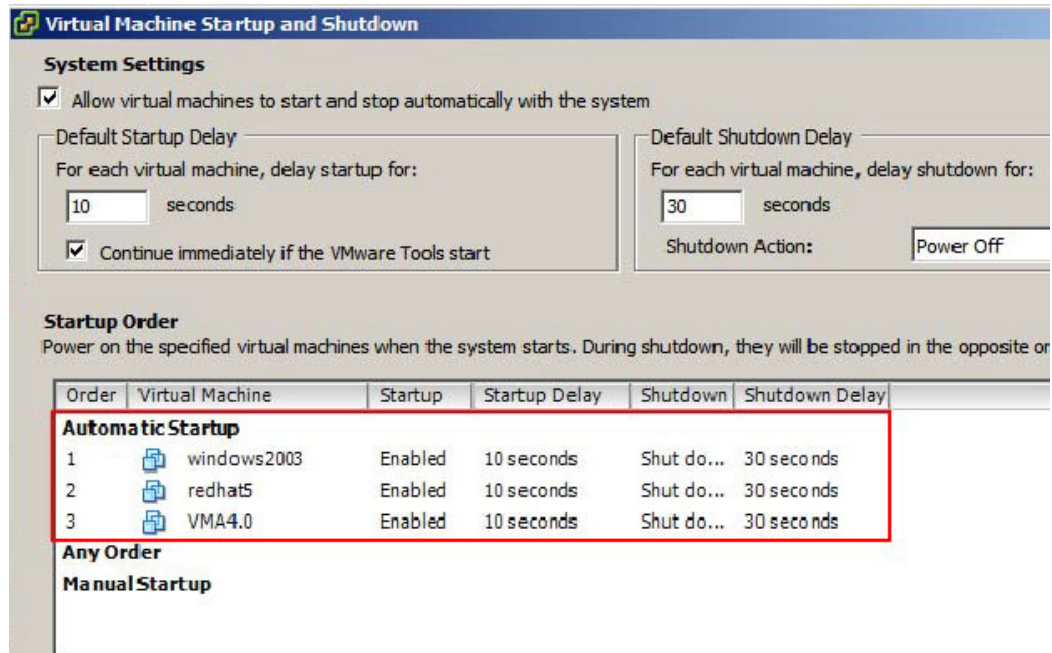 Virtual Machine Startup and Shutdown
System Settings
Allow virtual machines to start and stop automatically with the system
Default Startup Delay
For each virtual machine, delay startup for:
10 seconds
Continue immediately if the VMware Tools start
Default Shutdown Delay
For each virtual machine, delay shutdown for:
30 seconds
Shutdown Action: Power Off
Startup Order
Power on the specified virtual machines when the system starts. During shutdown, they will be stopped in the opposite or
Order Virtual Machine Startup Startup Delay Shutdown Shutdown Delay
Automatic Startup
1 windows2003 Enabled 10 seconds Shut do... 30 seconds
2 redhat5 Enabled 10 seconds Shut do... 30 seconds
3 VMA4.0 Enabled 10 seconds Shut do... 30 seconds
Any Order
Manual Startup